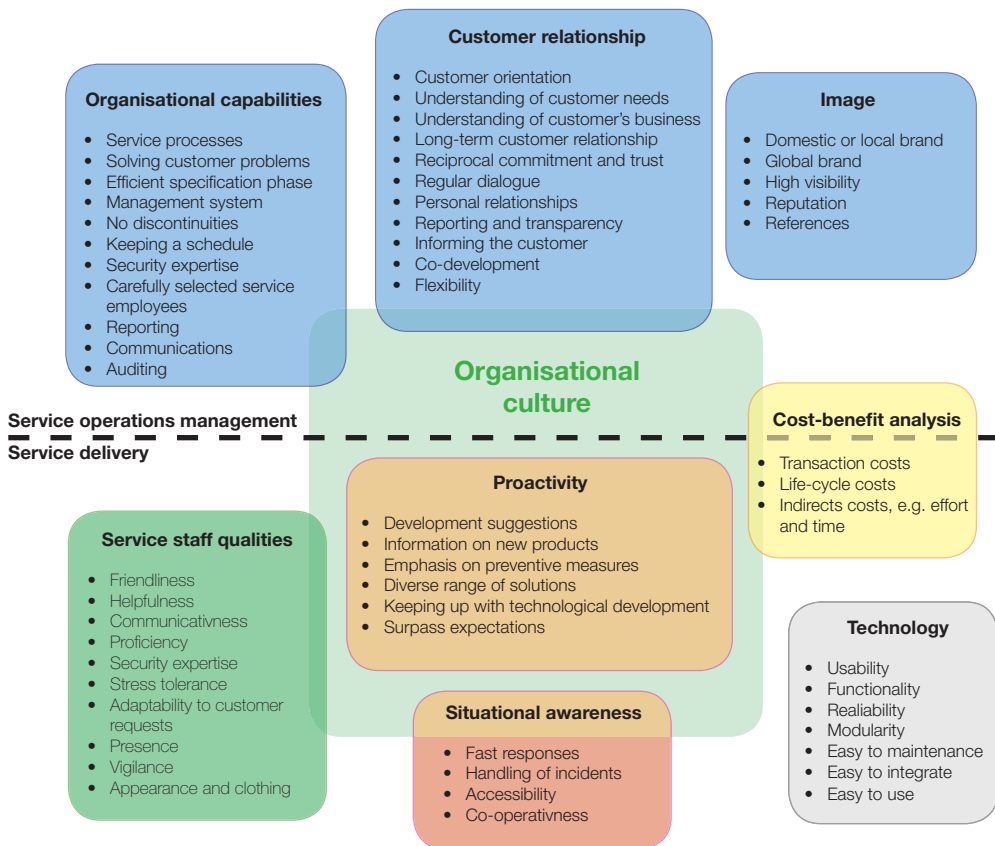 Customer relationship
• Customer orientation
• Understanding of customer needs
• Understanding of customer's business
• Long-term customer relationship
• Reciprocal commitment and trust
• Regular dialogue
• Personal relationships
• Reporting and transparency
• Informing the customer
• Co-development
• Flexibility
Organisational capabilities
• Service processes
• Solving customer problems
• Efficient specification phase
• Management system
• No discontinuities
• Keeping a schedule
• Security expertise
• Carefully selected service
employees
• Reporting
• Communications
• Auditing
Image
• Domestic or local brand
• Global brand
• High visibility
• Reputation
• References
Organisational
culture
Service operations management
Service delivery
Cost-benefit analysis
• Transaction costs
• Life-cycle costs
• Indirects costs, e.g. effort
and time
Proactivity
• Development suggestions
• Information on new products
• Emphasis on preventive measures
• Diverse range of solutions
• Keeping up with technological development
• Surpass expectations
Service staff qualities
• Friendliness
• Helpfulness
• Communicativness
• Proficiency
• Security expertise
• Stress tolerance
• Adaptability to customer
requests
• Presence
• Vigilance
• Appearance and clothing
Situational awareness
• Fast responses
• Handling of incidents
• Accessibility
• Co-operativness
Technology
• Usability
• Functionality
• Realiability
• Modularity
• Easy to maintenance
• Easy to integrate
• Easy to use